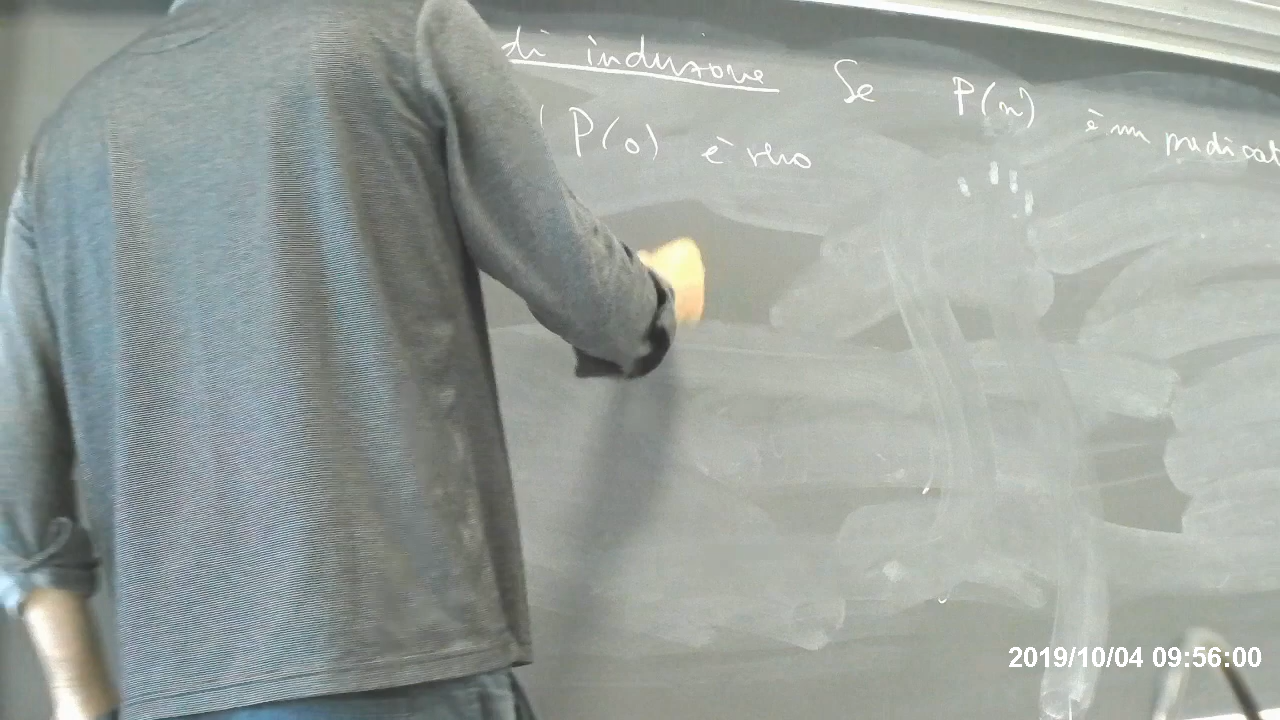 di induzione Se P(n) è un predicat
P(0) è vero
2019/10/04 09:56:00